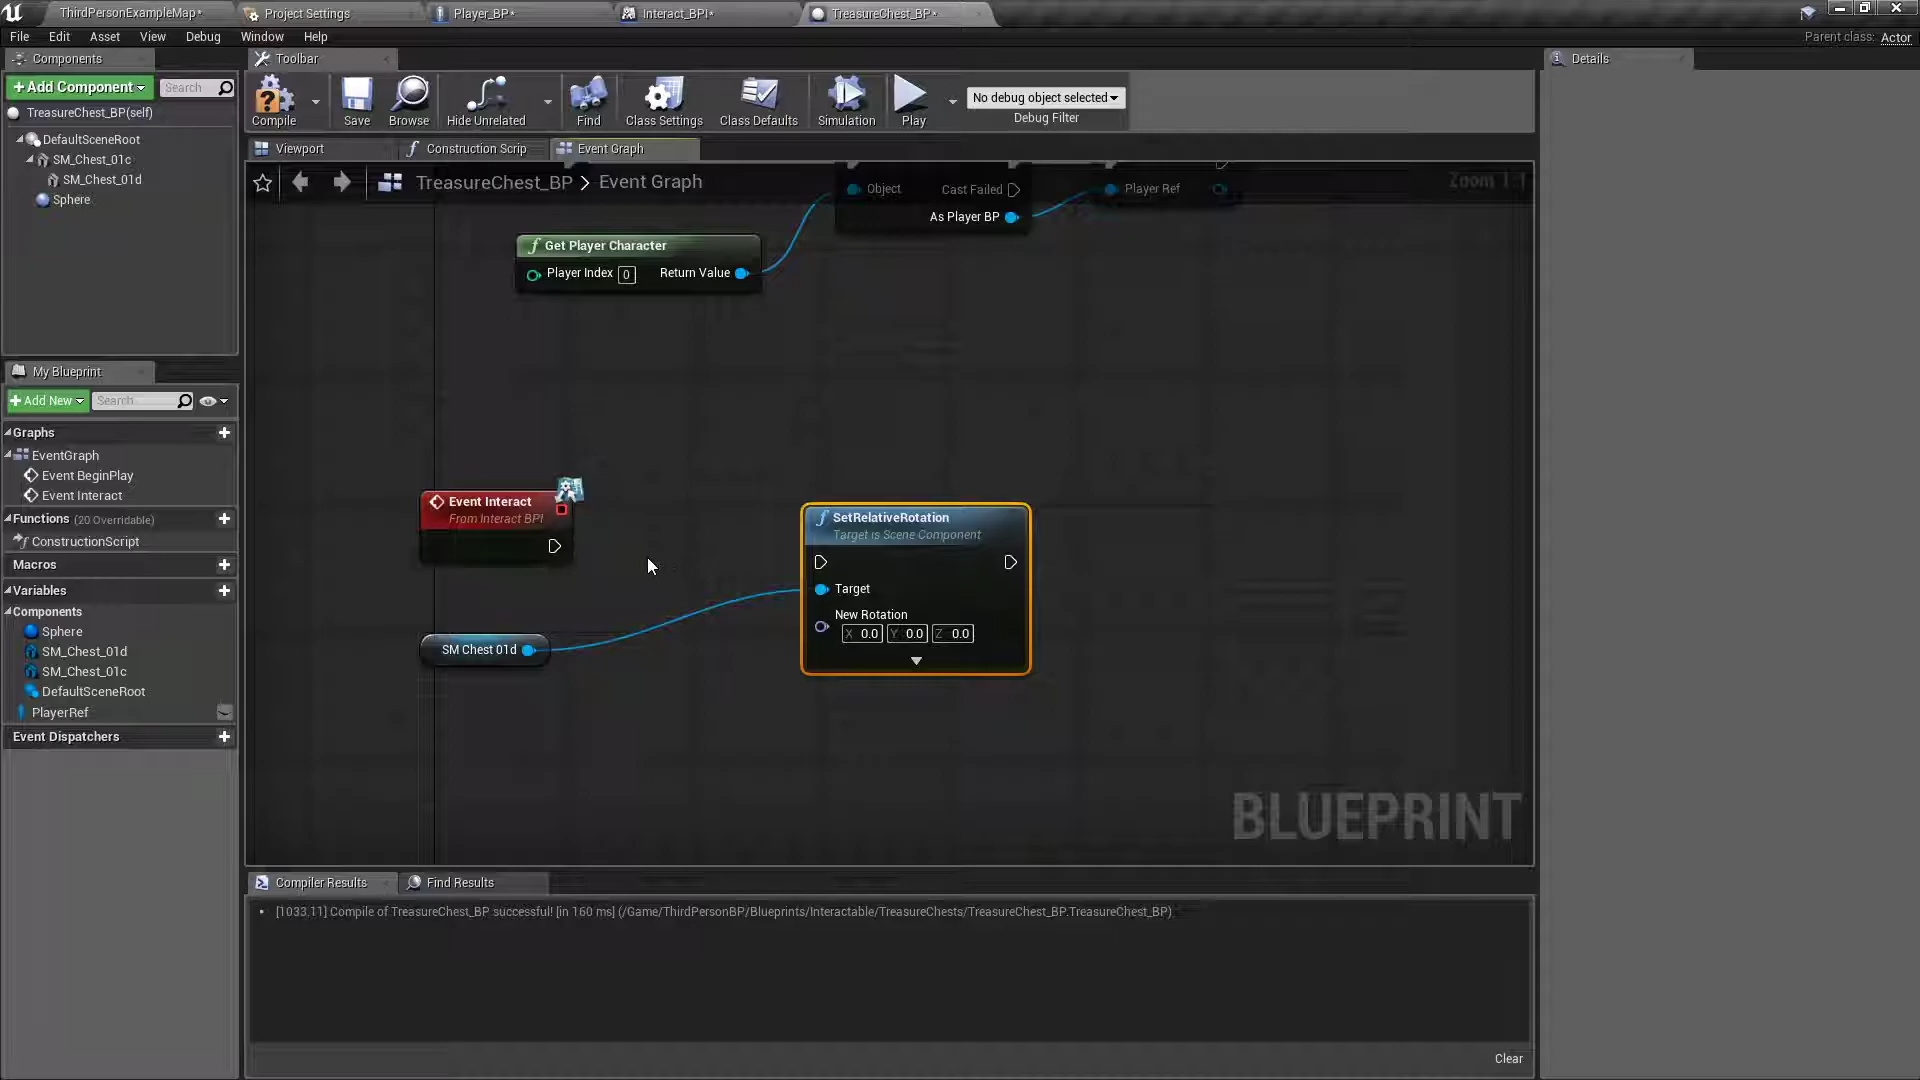 ThirdPersonExampleMap*
Project Settings
Player_BP*
Interact_BPI*
TreasureChest_BP*
File Edit Asset View Debug Window Help
Parent class: Actor
Components
Toolbar
Details
+Add Component
Search
TreasureChest_BP(self)
DefaultSceneRoot
SM_Chest_01c
SM_Chest_01d
Sphere
Compile
Save
Browse
Hide Unrelated
Find
Class Settings
Class Defaults
Simulation
Play
No debug object selected
Debug Filter
Viewport
Construction Scrip
Event Graph
TreasureChest_BP > Event Graph
Zoom 1:1
Object
Cast Failed
As Player BP
Player Ref
Get Player Character
Player Index 0
Return Value
My Blueprint
+Add New
Search
Graphs
EventGraph
Event BeginPlay
Event Interact
Functions (20 Overridable)
ConstructionScript
Macros
Variables
Components
Sphere
SM_Chest_01d
SM_Chest_01c
DefaultSceneRoot
PlayerRef
Event Dispatchers
Event Interact
From Interact BPI
SM Chest 01d
SetRelativeRotation
Target is Scene Component
Target
New Rotation
X 0.0 Y 0.0 Z 0.0
BLUEPRINT
Compiler Results
Find Results
[1033.11] Compile of TreasureChest_BP successful! [in 160 ms] (/Game/ThirdPersonBP/Blueprints/Interactable/TreasureChests/TreasureChest_BP.TreasureChest_BP)
Clear